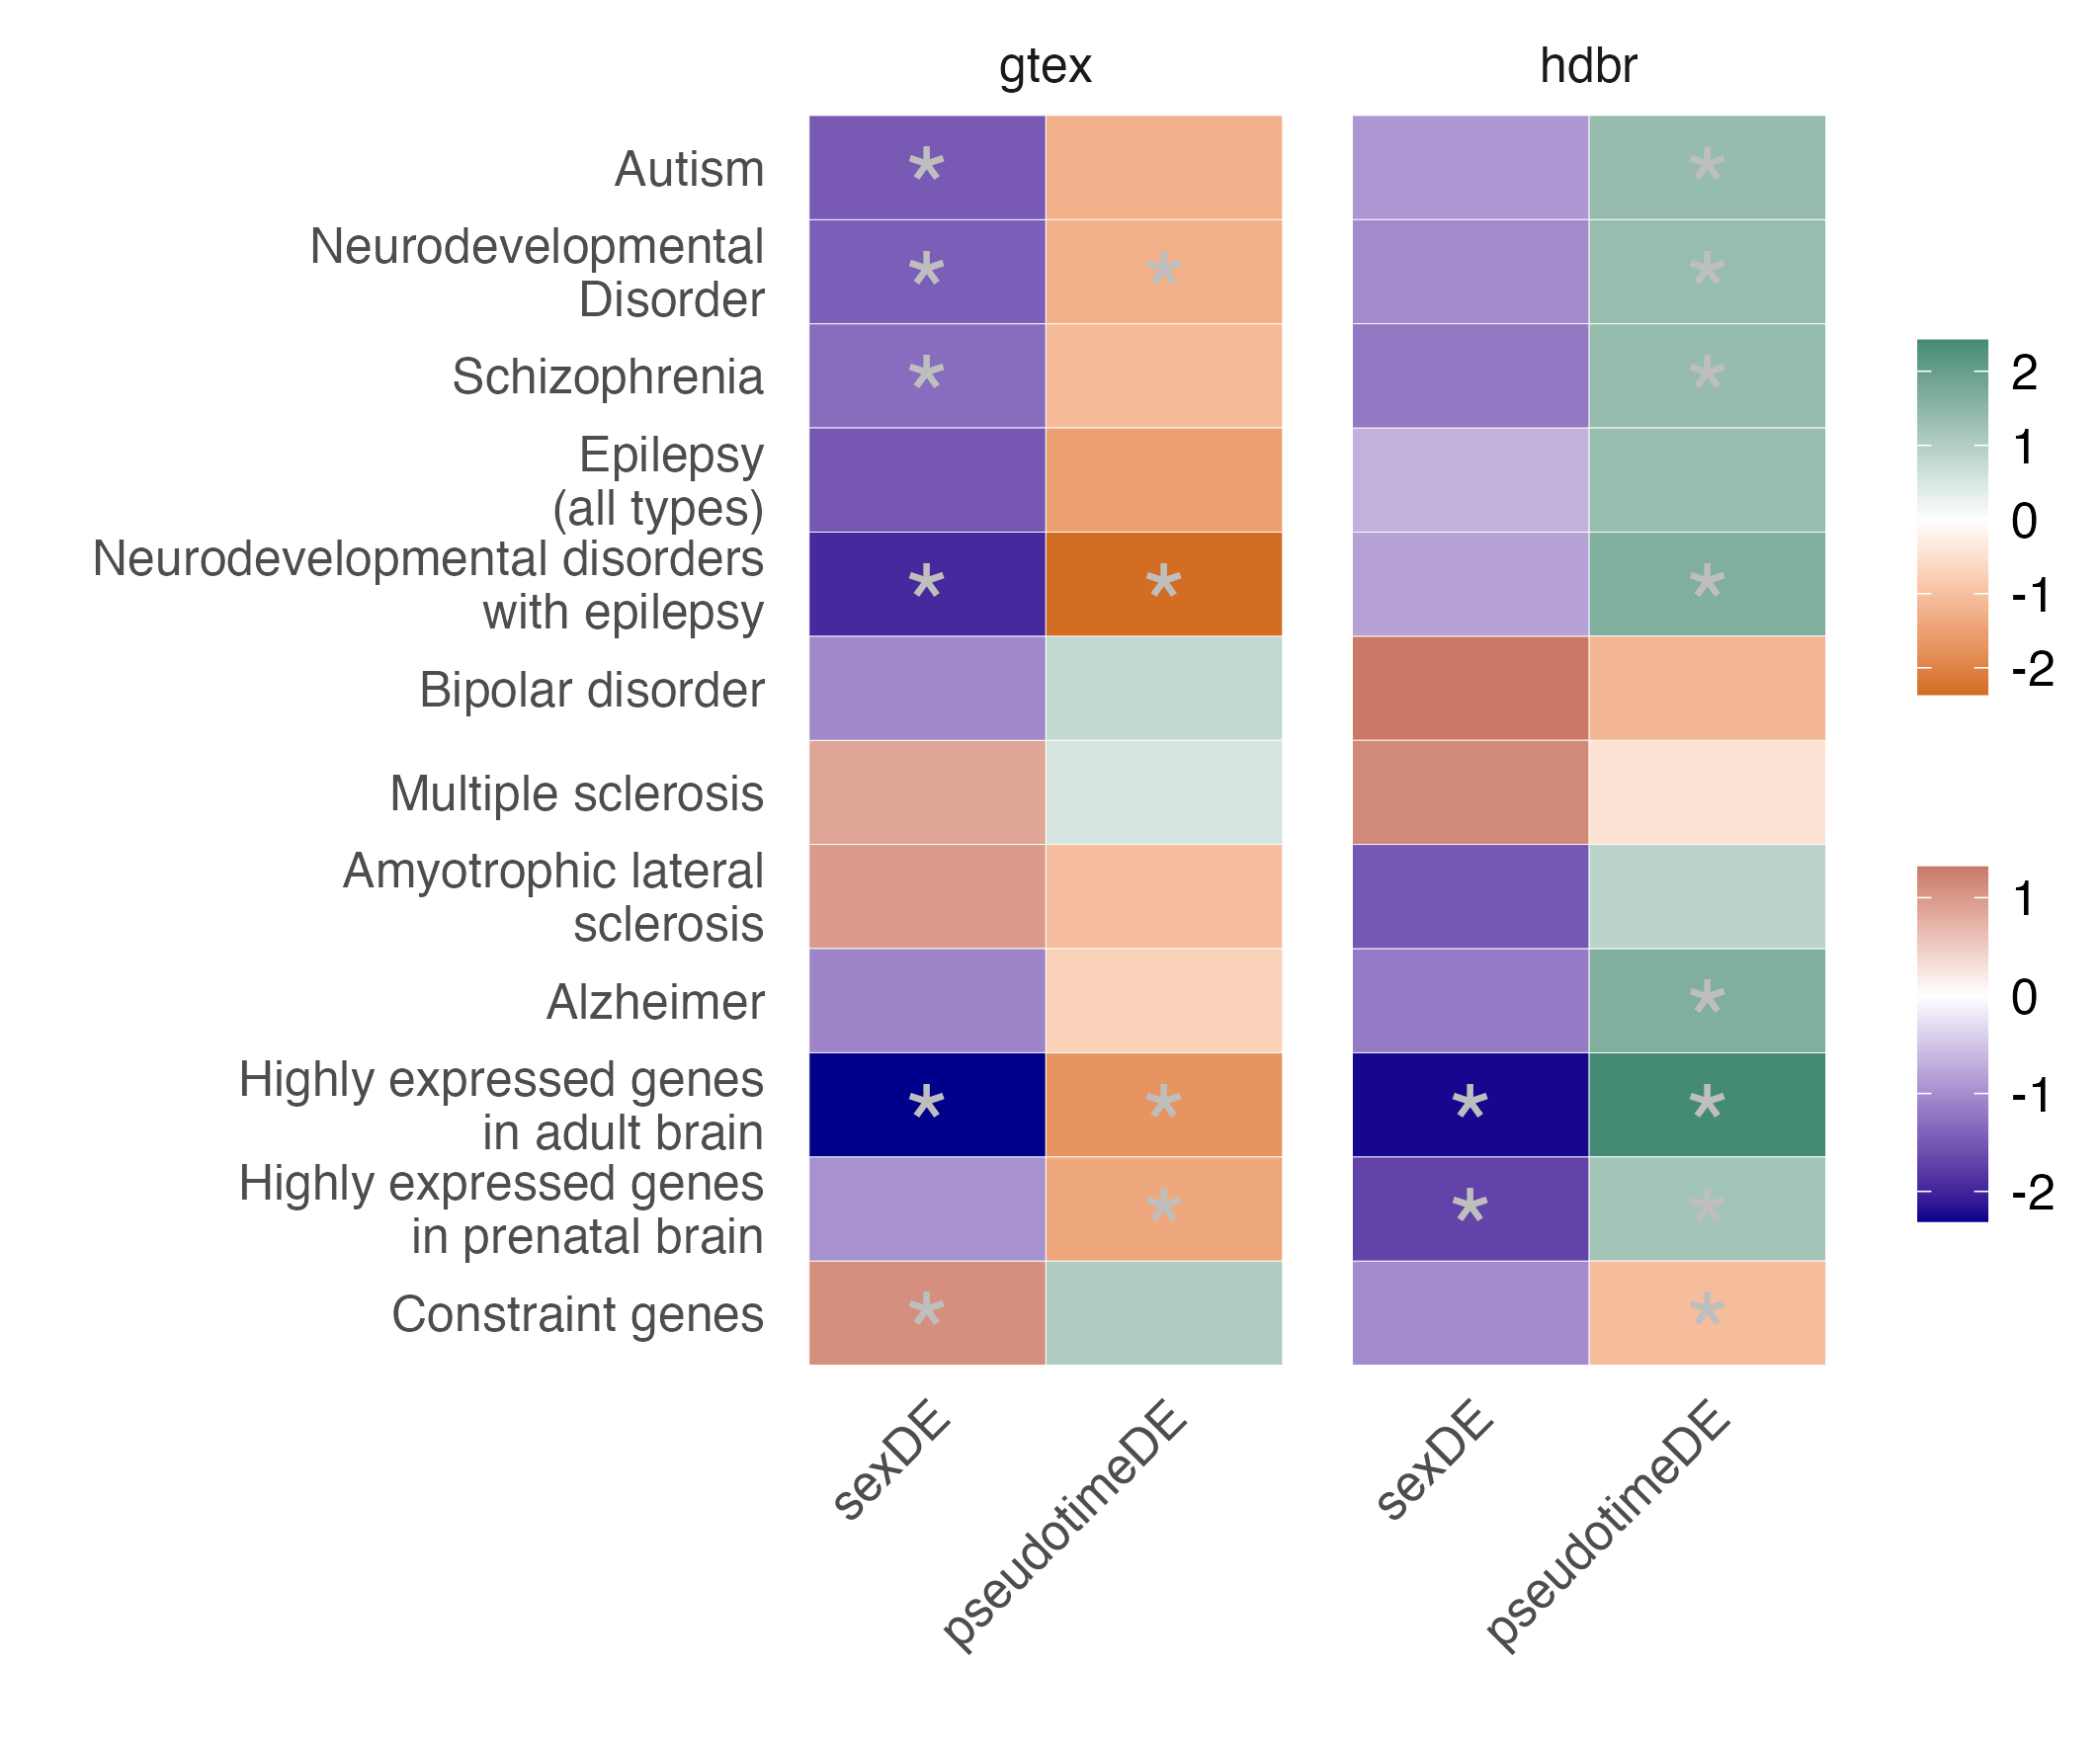 gtex
hdbr
Autism
Neurodevelopmental
Disorder
Schizophrenia
Epilepsy
(all types)
Neurodevelopmental disorders
with epilepsy
Bipolar disorder
Multiple sclerosis
Amyotrophic lateral
sclerosis
Alzheimer
Highly expressed genes
in adult brain
Highly expressed genes
in prenatal brain
Constraint genes
sexDE
pseudotimeDE
sexDE
pseudotimeDE
2
1
0
-1
-2
1
0
-1
-2